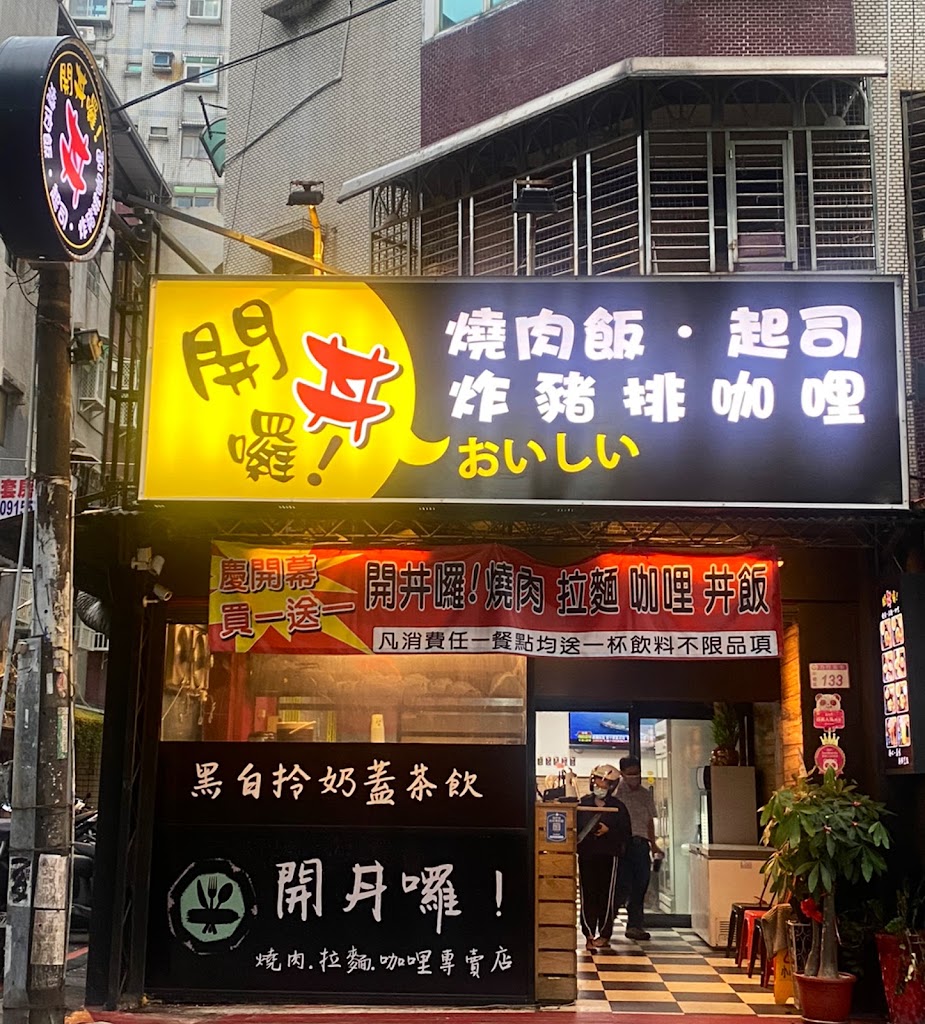 開丼囉!
燒肉飯・起司
炸豬排咖哩
おいしい
套房
0915
慶開幕
買一送一
開丼囉!燒肉 拉麵 咖哩 丼飯
凡消費任一餐點均送一杯飲料不限品項
133
黑白拎奶蓋茶飲
開丼囉!
燒肉.拉麵.咖哩專賣店